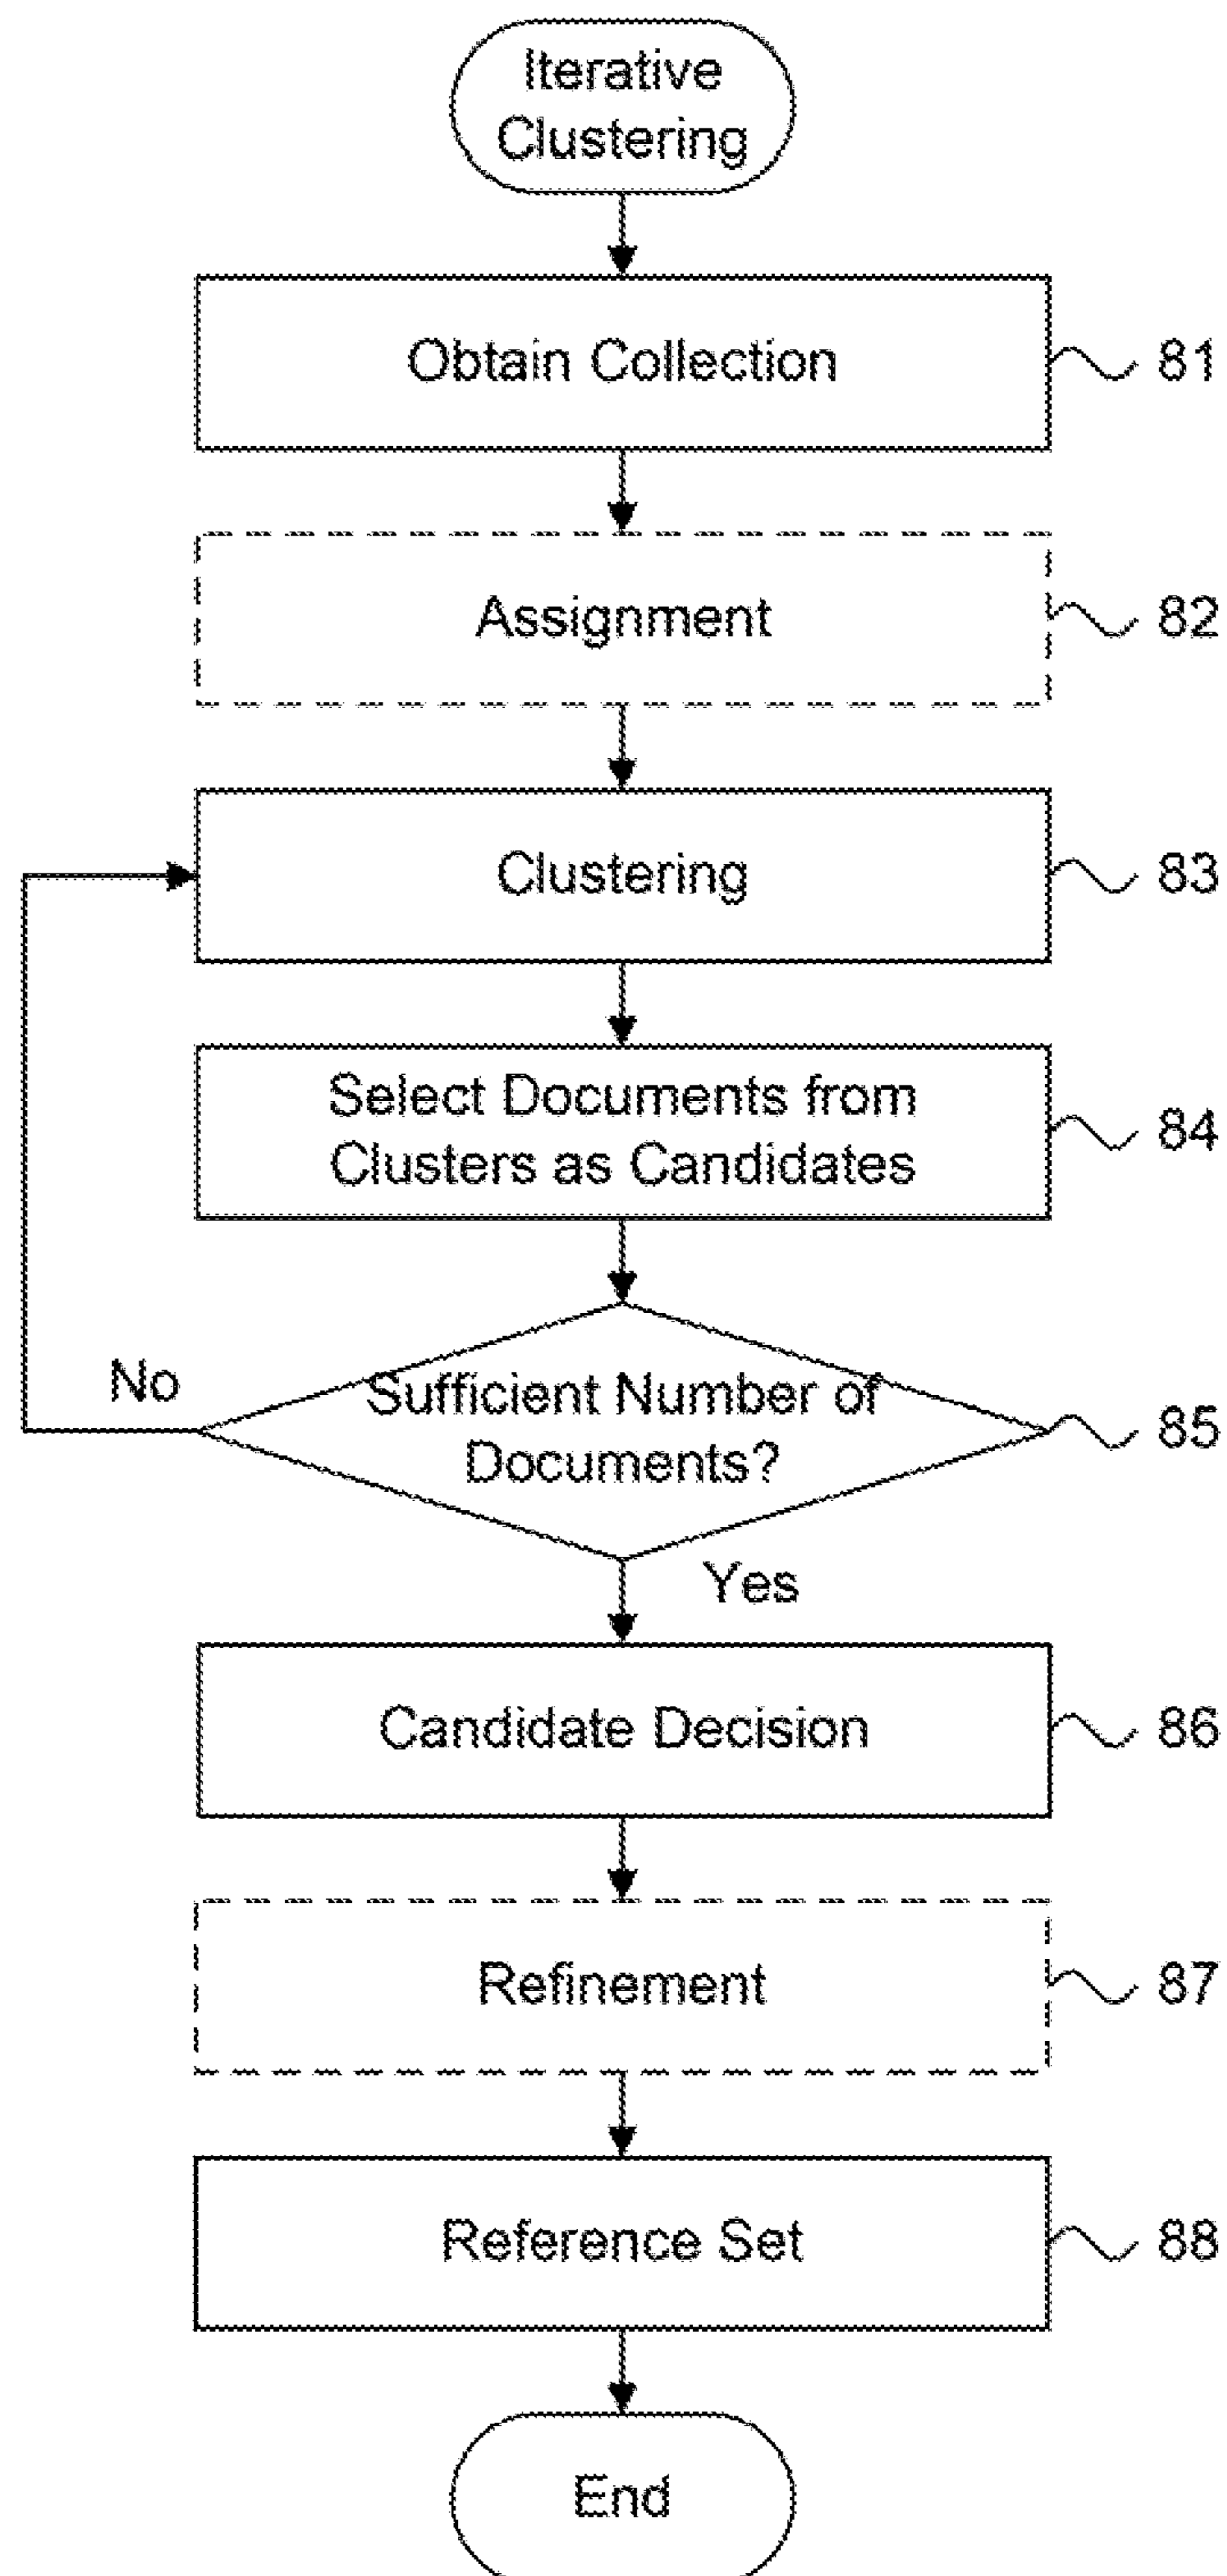 Iterative
Clustering
Obtain Collection
81
Assignment
82
Clustering
83
Select Documents from
Clusters as Candidates
84
No
Sufficient Number of
Documents?
85
Yes
Candidate Decision
86
Refinement
87
Reference Set
88
End